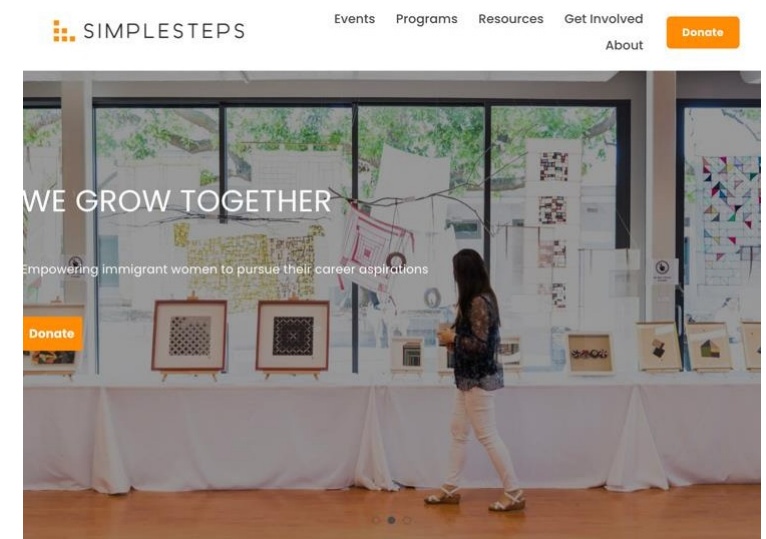 SIMPLESTEPS
Events Programs Resources Get Involved
About
Donate
WE GROW TOGETHER
Empowering immigrant women to pursue their career aspirations
Donate